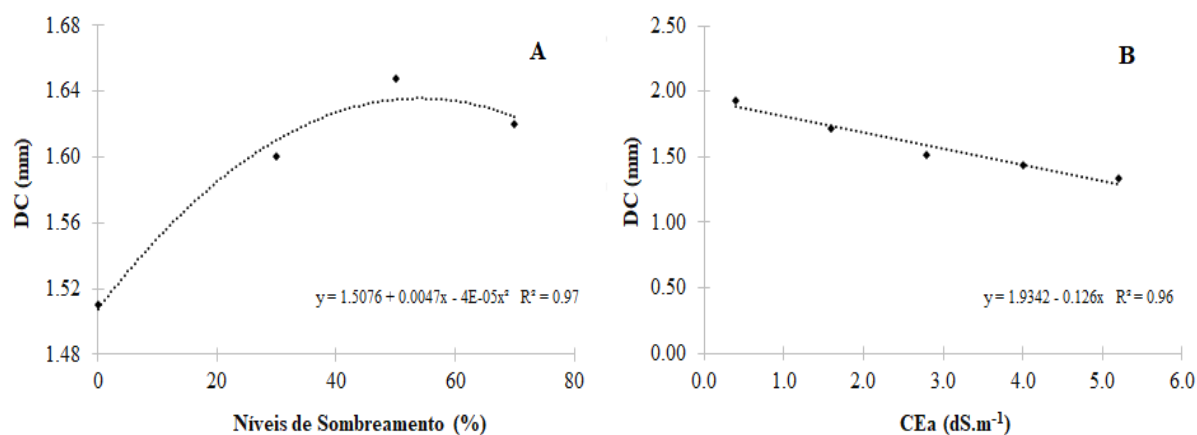 A
DC (mm)
1.68
1.64
1.60
1.56
1.52
1.48
y = 1.5076 + 0.0047x - 4E-05x² R² = 0.97
0 20 40 60 80
Níveis de Sombreamento (%)
B
DC (mm)
2.50
2.00
1.50
1.00
0.50
0.00
y = 1.9342 - 0.126x R² = 0.96
0.0 1.0 2.0 3.0 4.0 5.0 6.0
CEa (dS.m⁻¹)